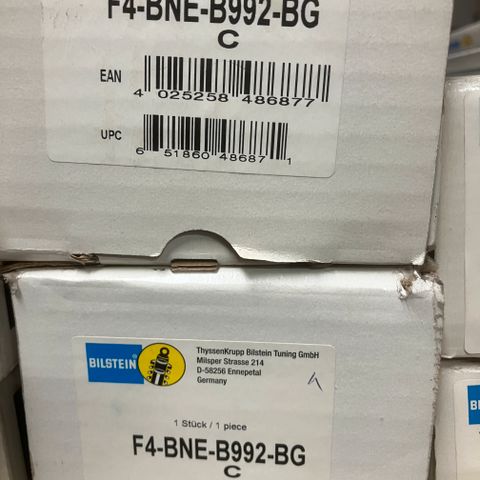 F4-BNE-B992-BG
C
EAN
4 025258 486877
UPC
6 51860 48687 1
BILSTEIN
ThyssenKrupp Bilstein Tuning GmbH
Milsper Strasse 214
D-58256 Ennepetal
Germany
1 Stück / 1 piece
F4-BNE-B992-BG
C